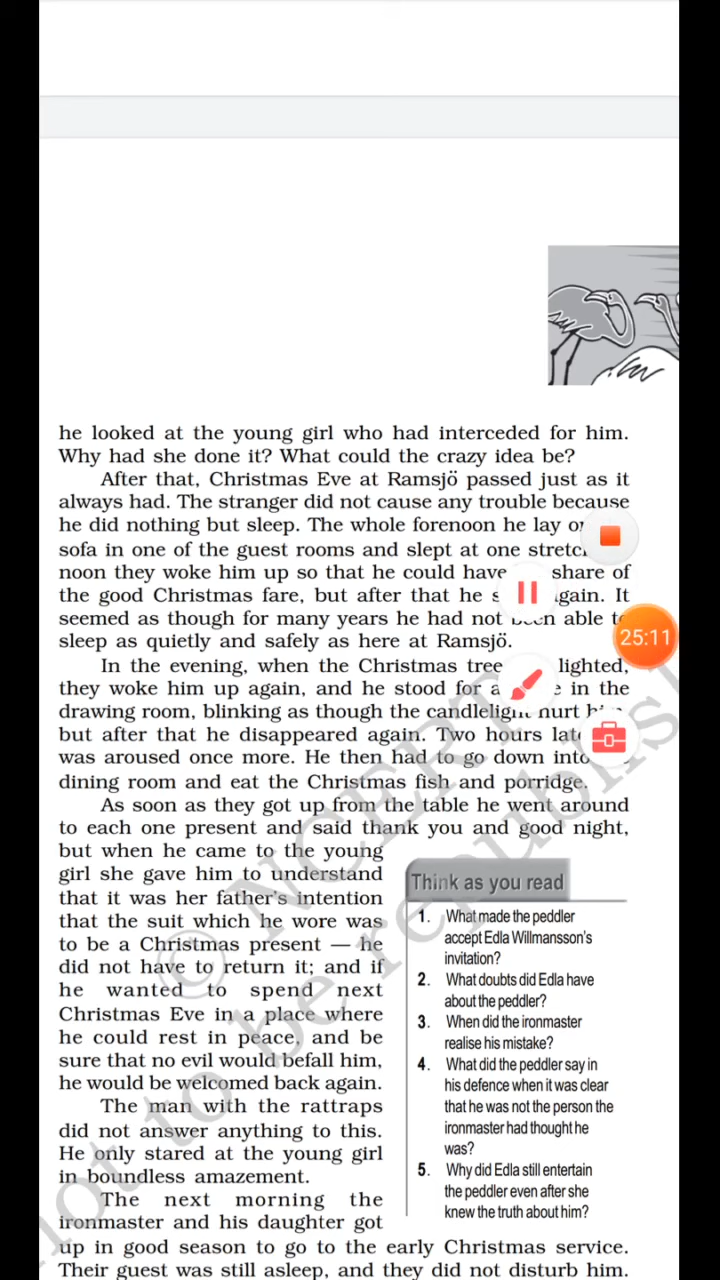 he looked at the young girl who had interceded for him.
Why had she done it? What could the crazy idea be?
After that, Christmas Eve at Ramsjö passed just as it
always had. The stranger did not cause any trouble because
he did nothing but sleep. The whole forenoon he lay
sofa in one of the guest rooms and slept at one
noon they woke him up so that he could have share of
the good Christmas fare, but after that he It
seemed as though for many years he had not been able
sleep as quietly and safely as here at Ramsjö.
In the evening, when the Christmas tree lighted,
they woke him up again, and he stood for in the
drawing room, blinking as though the candlelight hurt
but after that he disappeared again. Two hours
was aroused once more. He then had to go down into
dining room and eat the Christmas fish and porridge.
As soon as they got up from the table he went around
to each one present and said thank you and good night,
but when he came to the young
girl she gave him to understand
that it was her father's intention
that the suit which he wore was
to be a Christmas present — he
did not have to return it; and if
he wanted to spend next
Christmas Eve in a place where
he could rest in peace, and be
sure that no evil would befall him,
he would be welcomed back again.
The man with the rattraps
did not answer anything to this.
He only stared at the young girl
in boundless amazement.
The next morning the
ironmaster and his daughter got
up in good season to go to the early Christmas service.
Their guest was still asleep, and they did not disturb him.
Think as you read
1. What made the peddler
accept Edla Willmansson's
invitation?
2. What doubts did Edla have
about the peddler?
3. When did the ironmaster
realise his mistake?
4. What did the peddler say in
his defence when it was clear
that he was not the person the
ironmaster had thought he
was?
5. Why did Edla still entertain
the peddler even after she
knew the truth about him?
25:11
© NCERT
not to be republish